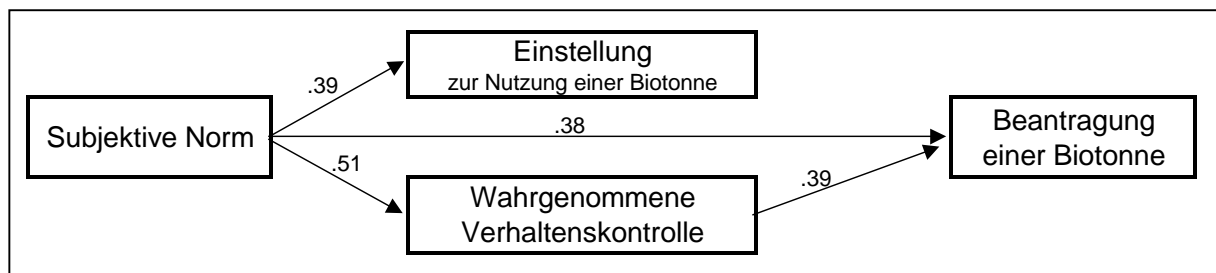 Einstellung
zur Nutzung einer Biotonne
.39
Subjektive Norm
.38
Beantragung
einer Biotonne
.51
.39
Wahrgenommene
Verhaltenskontrolle